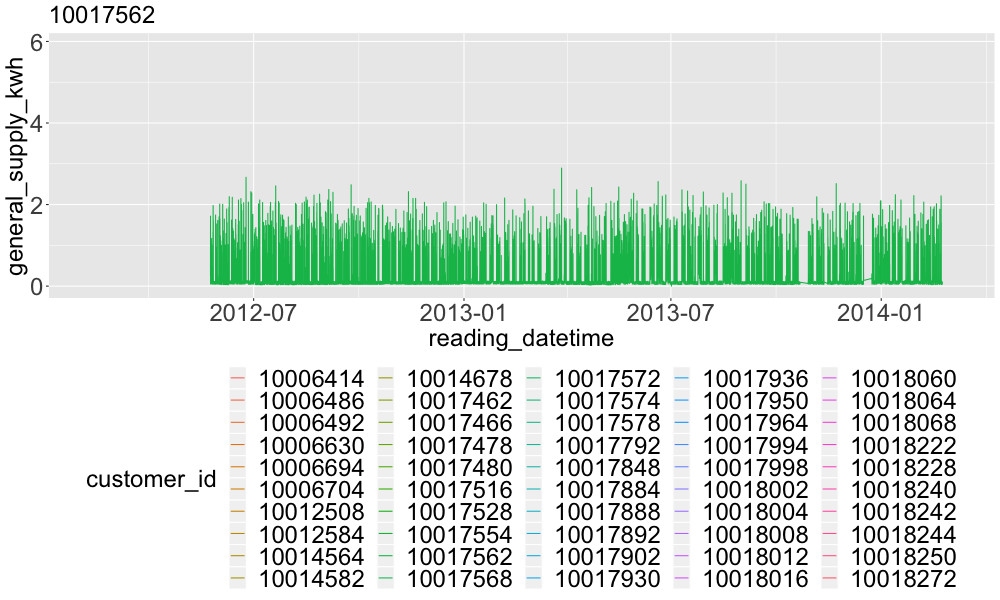 10017562
general_supply_kwh
6
4
2
0
2012-07 2013-01 2013-07 2014-01
reading_datetime
customer_id
10006414 10014678 10017572 10017936 10018060
10006486 10017462 10017574 10017950 10018064
10006492 10017466 10017578 10017964 10018068
10006630 10017478 10017792 10017994 10018222
10006694 10017480 10017848 10017998 10018228
10006704 10017516 10017884 10018002 10018240
10012508 10017528 10017888 10018004 10018242
10012584 10017554 10017892 10018008 10018244
10014564 10017562 10017902 10018012 10018250
10014582 10017568 10017930 10018016 10018272